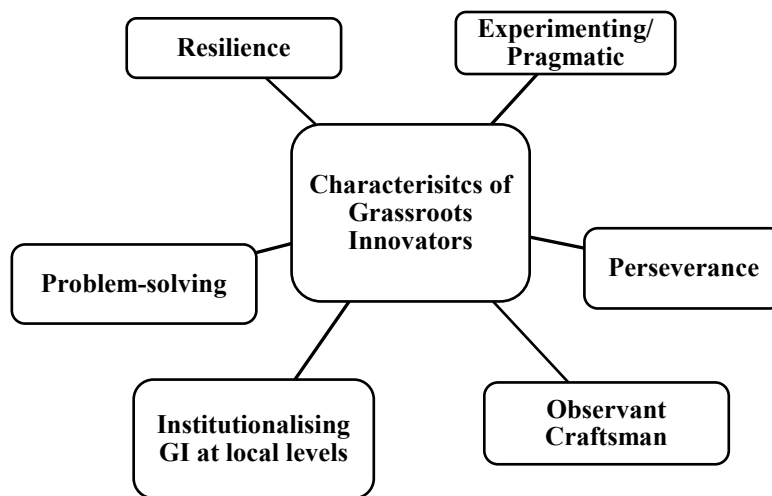 Resilience
Experimenting/
Pragmatic
Characterisitcs of
Grassroots
Innovators
Problem-solving
Perseverance
Institutionalising
GI at local levels
Observant
Craftsman